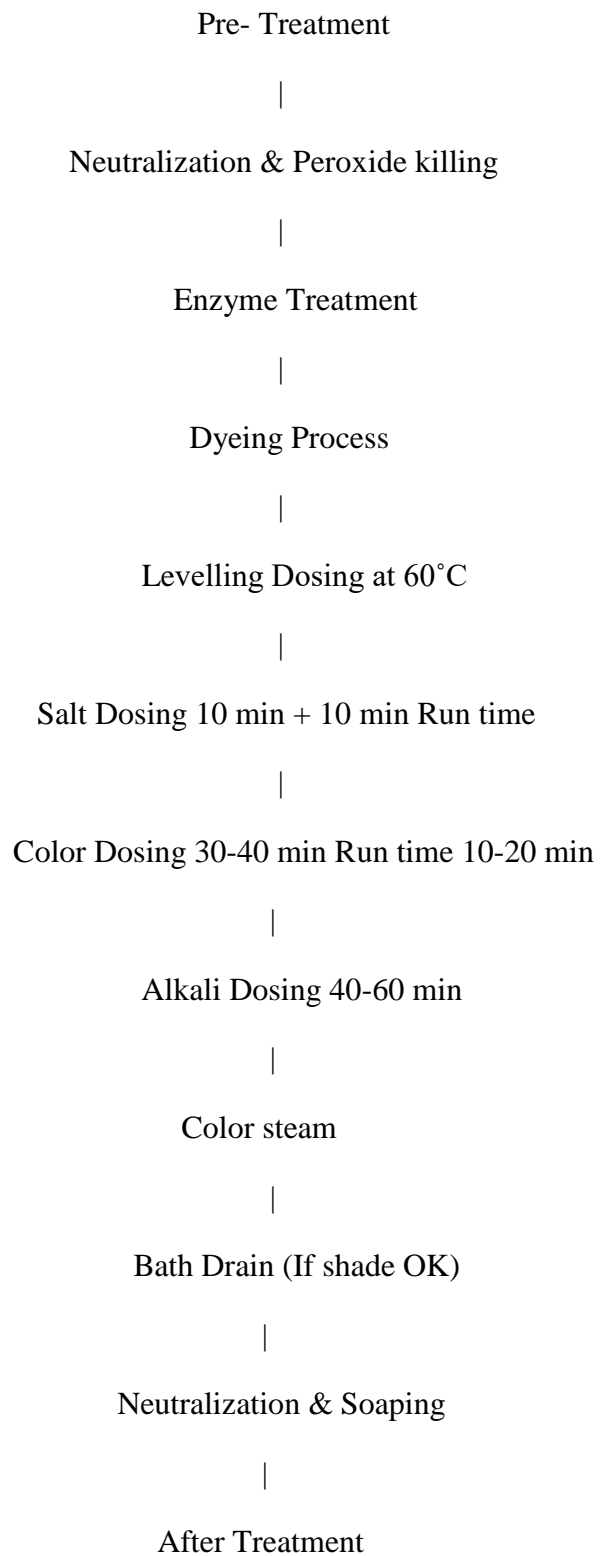 Pre- Treatment
|
Neutralization & Peroxide killing
|
Enzyme Treatment
|
Dyeing Process
|
Levelling Dosing at 60˚C
|
Salt Dosing 10 min + 10 min Run time
|
Color Dosing 30-40 min Run time 10-20 min
|
Alkali Dosing 40-60 min
|
Color steam
|
Bath Drain (If shade OK)
|
Neutralization & Soaping
|
After Treatment